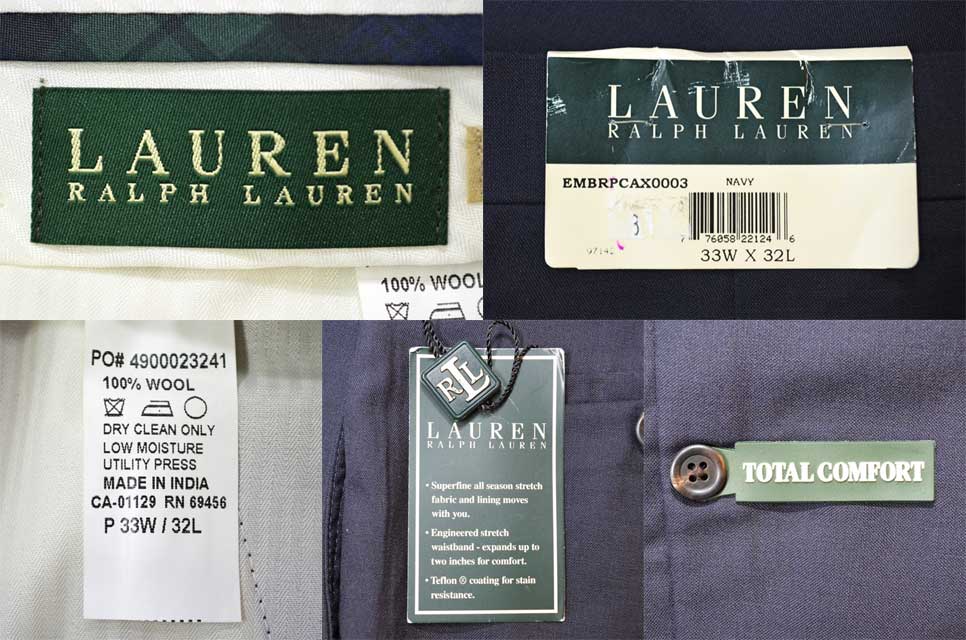 LAUREN
RALPH LAUREN
100% WOOL
LAUREN
RALPH LAUREN
EMBRPCAX0003 NAVY
7 76058 22124 6
33W X 32L
PO# 4900023241
100% WOOL
DRY CLEAN ONLY
LOW MOISTURE
UTILITY PRESS
MADE IN INDIA
CA-01129 RN 69456
P 33W / 32L
RLL
LAUREN
RALPH LAUREN
• Superfine all season stretch
fabric and lining moves
with you.
• Engineered stretch
waistband - expands up to
two inches for comfort.
• Teflon ® coating for stain
resistance.
TOTAL COMFORT